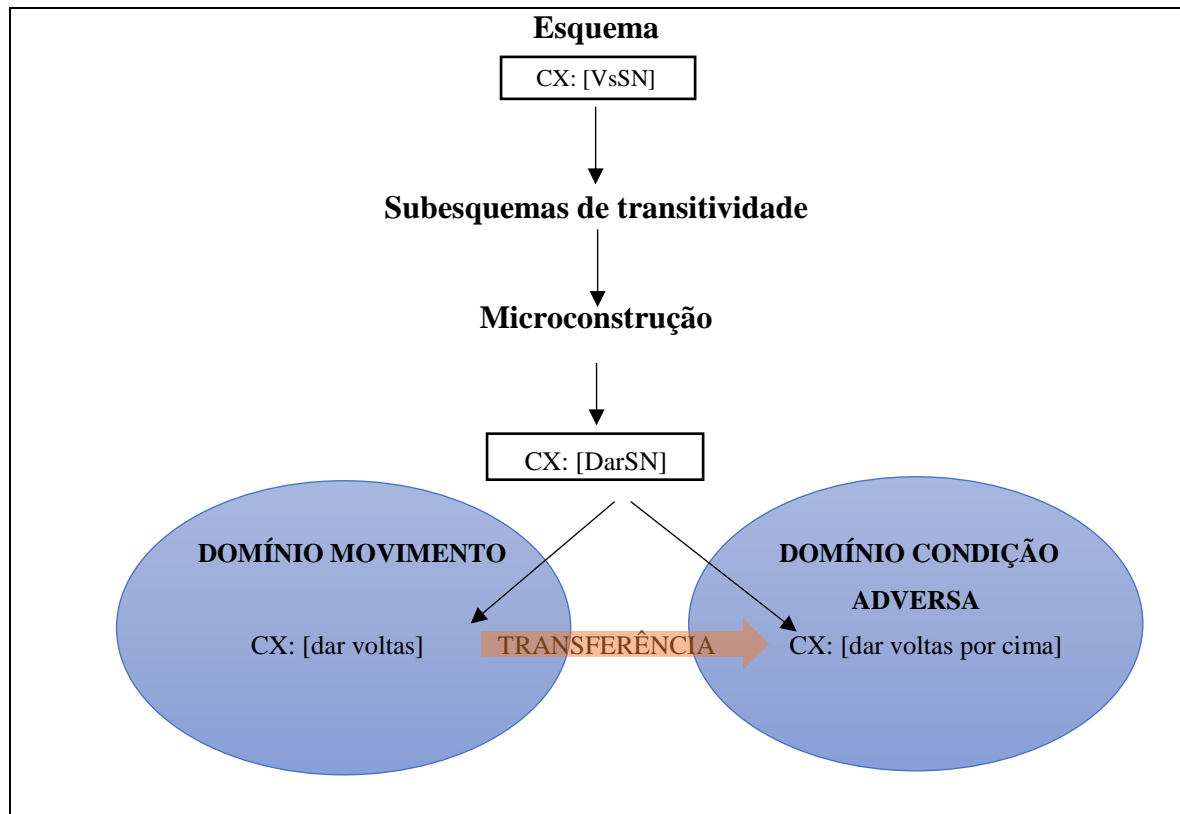 Esquema
CX: [VsSN]
Subesquemas de transitividade
Microconstrução
CX: [DarSN]
DOMÍNIO MOVIMENTO
CX: [dar voltas]
TRANSFERÊNCIA
DOMÍNIO CONDIÇÃO
ADVERSA
CX: [dar voltas por cima]